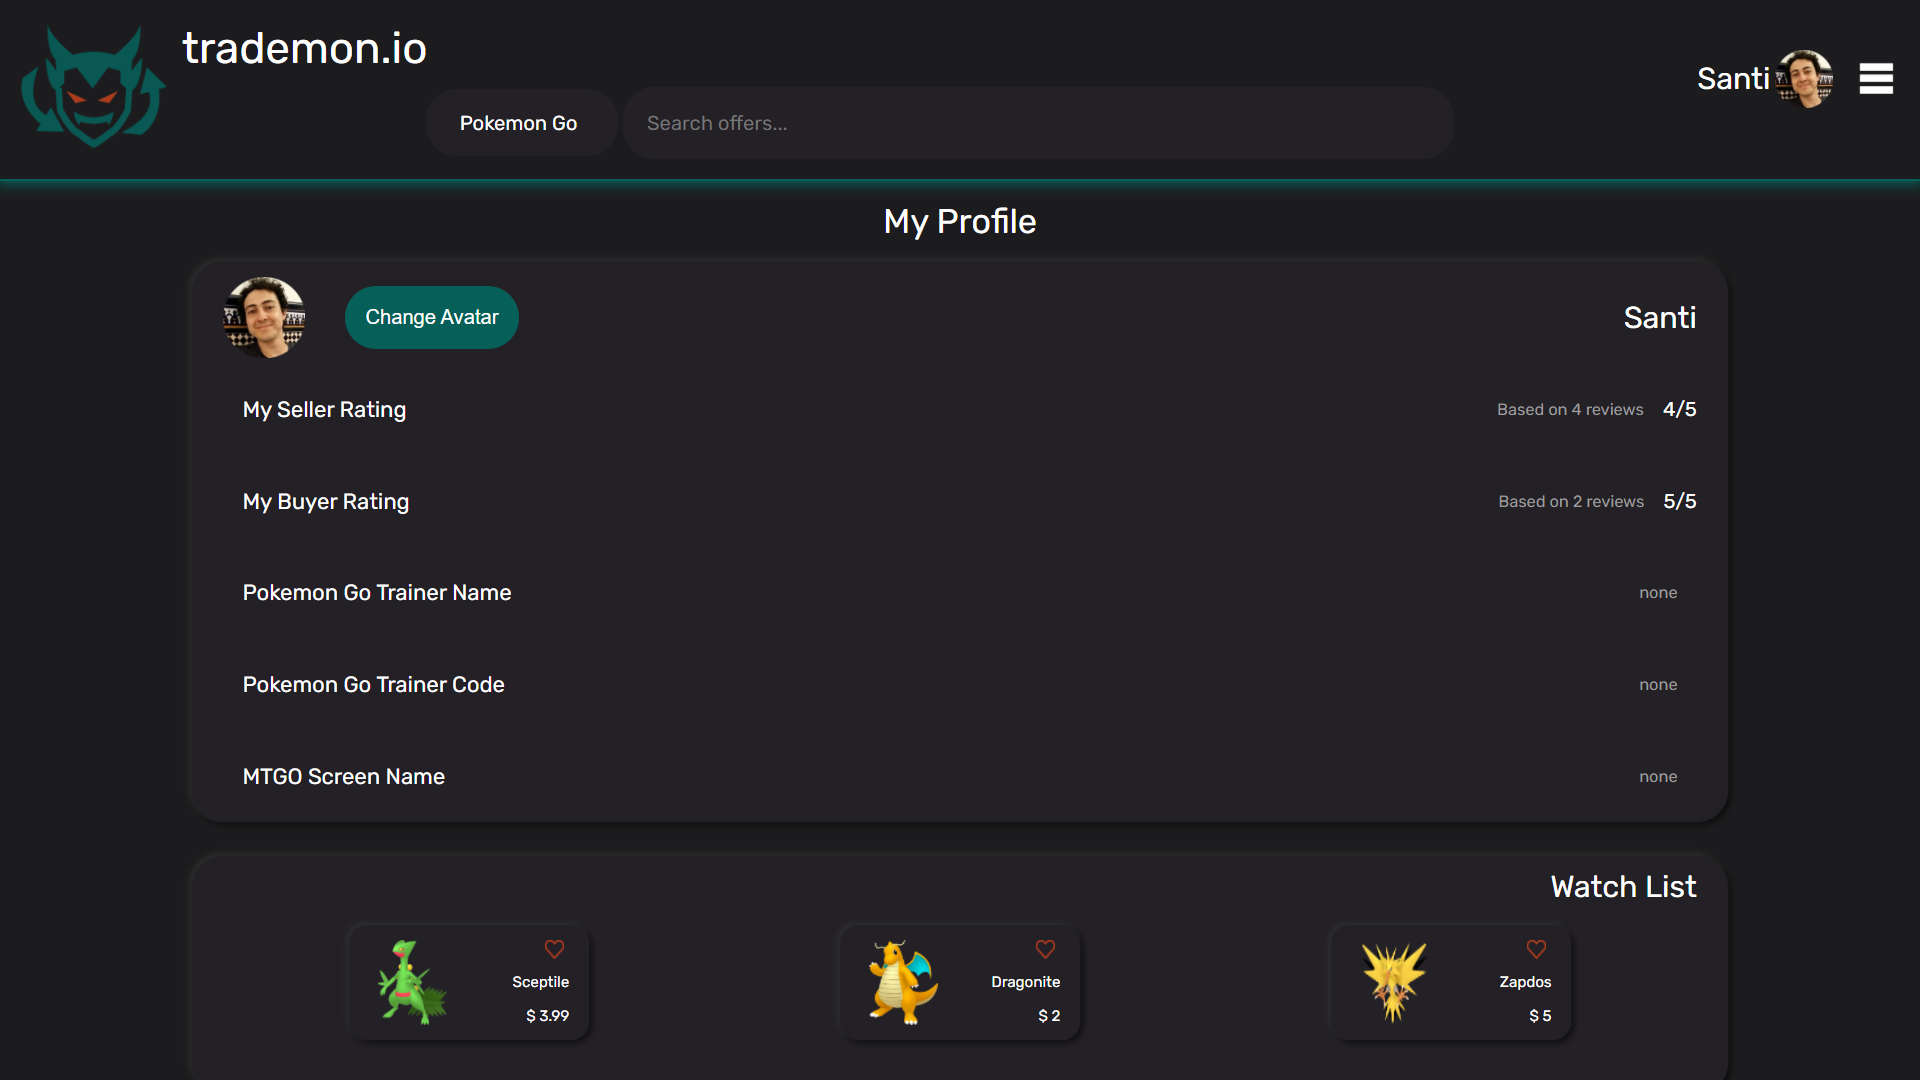 trademon.io
Santi
Pokemon Go
Search offers...
My Profile
Change Avatar
Santi
My Seller Rating
Based on 4 reviews 4/5
My Buyer Rating
Based on 2 reviews 5/5
Pokemon Go Trainer Name
none
Pokemon Go Trainer Code
none
MTGO Screen Name
none
Watch List
Sceptile
$ 3.99
Dragonite
$ 2
Zapdos
$ 5